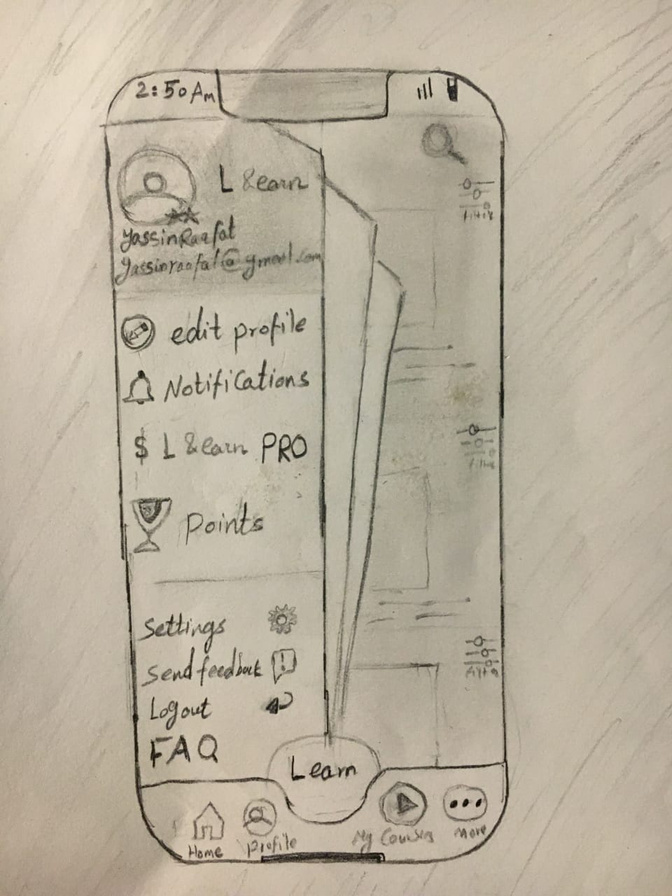 2:50 Am
L &earn
yassinRaafat
yassinraafat@gmail.com
edit profile
Notifications
$ L &earn PRO
Points
Settings
Send feedback
Logout
FAQ
Learn
Home
Profile
My Courses
More